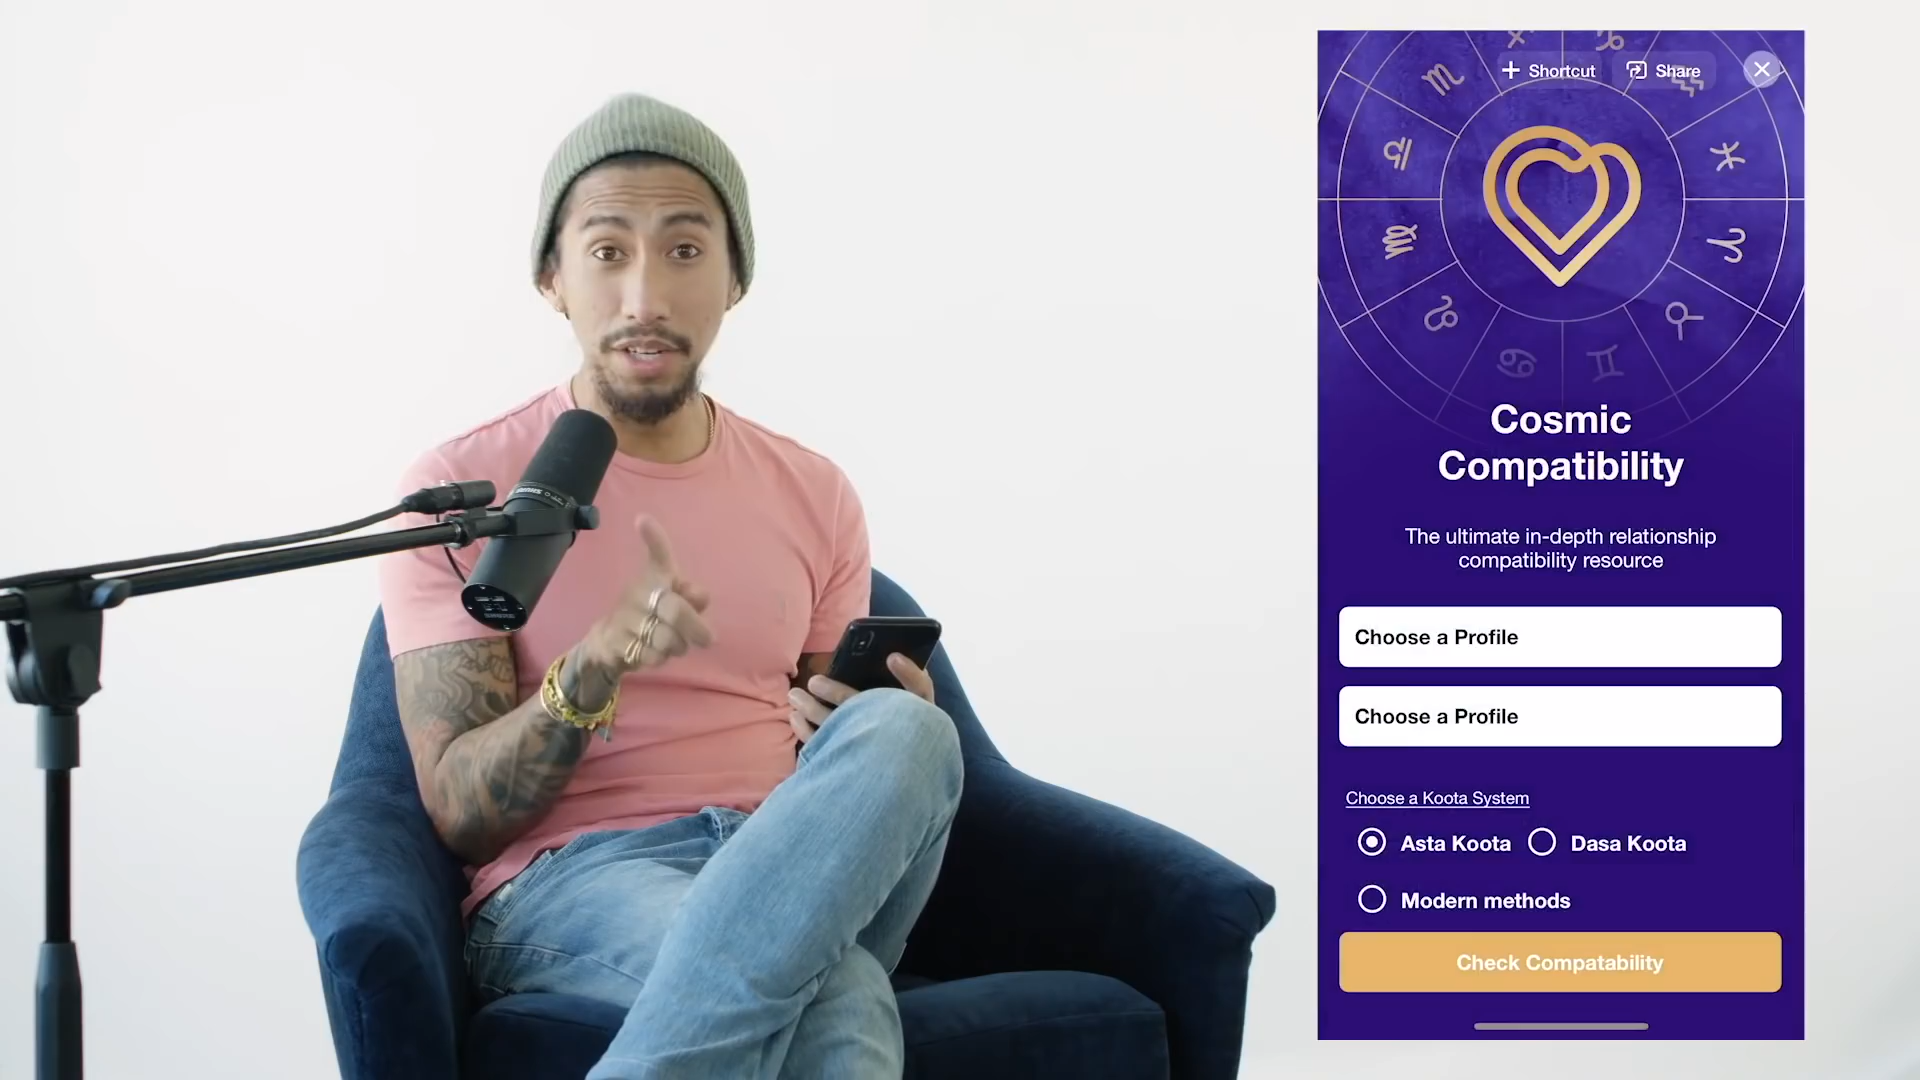 Shortcut
Share
Cosmic
Compatibility
The ultimate in-depth relationship
compatibility resource
Choose a Profile
Choose a Profile
Choose a Koota System
Asta Koota
Dasa Koota
Modern methods
Check Compatability
SHURE